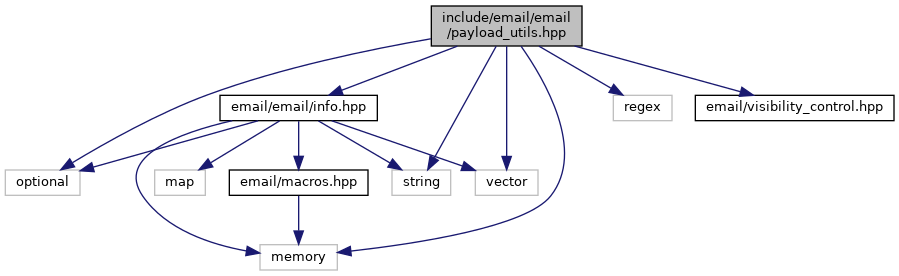 include/email/email
/payload_utils.hpp
email/email/info.hpp
regex
email/visibility_control.hpp
optional
map
email/macros.hpp
string
vector
memory